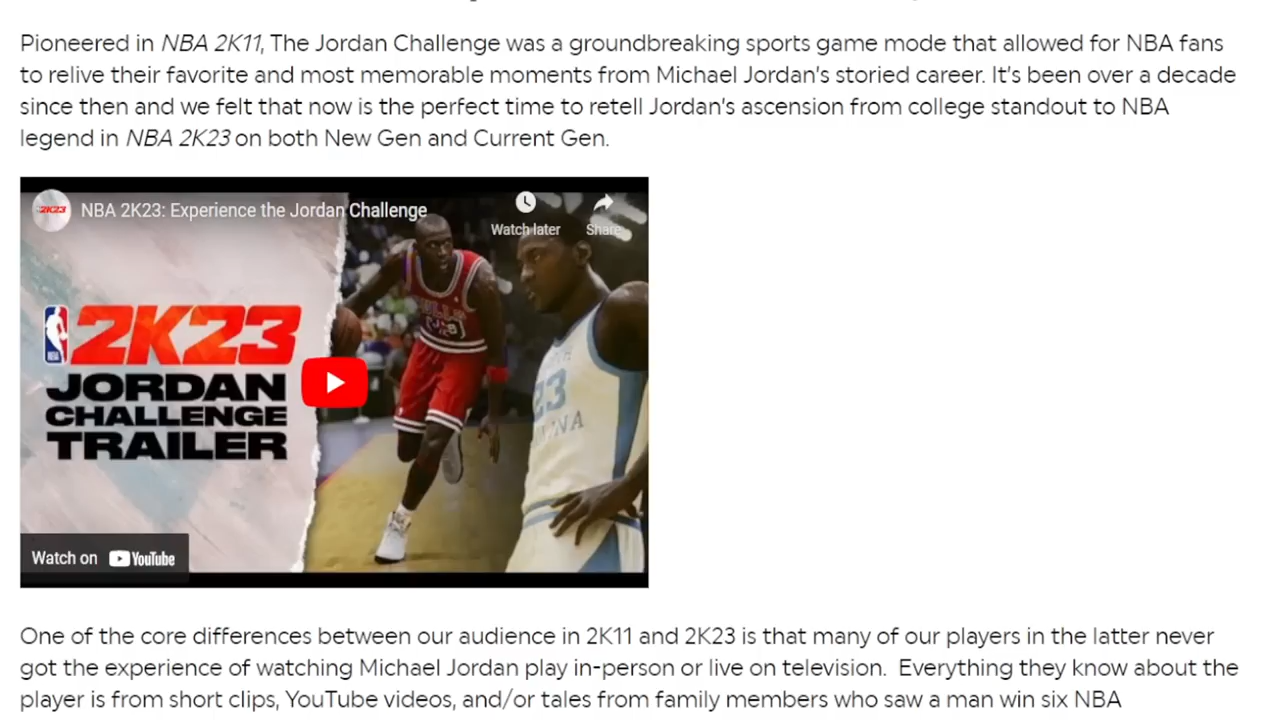 Pioneered in NBA 2K11, The Jordan Challenge was a groundbreaking sports game mode that allowed for NBA fans
to relive their favorite and most memorable moments from Michael Jordan's storied career. It's been over a decade
since then and we felt that now is the perfect time to retell Jordan's ascension from college standout to NBA
legend in NBA 2K23 on both New Gen and Current Gen.
2K23
NBA 2K23: Experience the Jordan Challenge
Watch later
Share
NBA
2K23
JORDAN
CHALLENGE
TRAILER
BULLS
23
Watch on YouTube
One of the core differences between our audience in 2K11 and 2K23 is that many of our players in the latter never
got the experience of watching Michael Jordan play in-person or live on television. Everything they know about the
player is from short clips, YouTube videos, and/or tales from family members who saw a man win six NBA